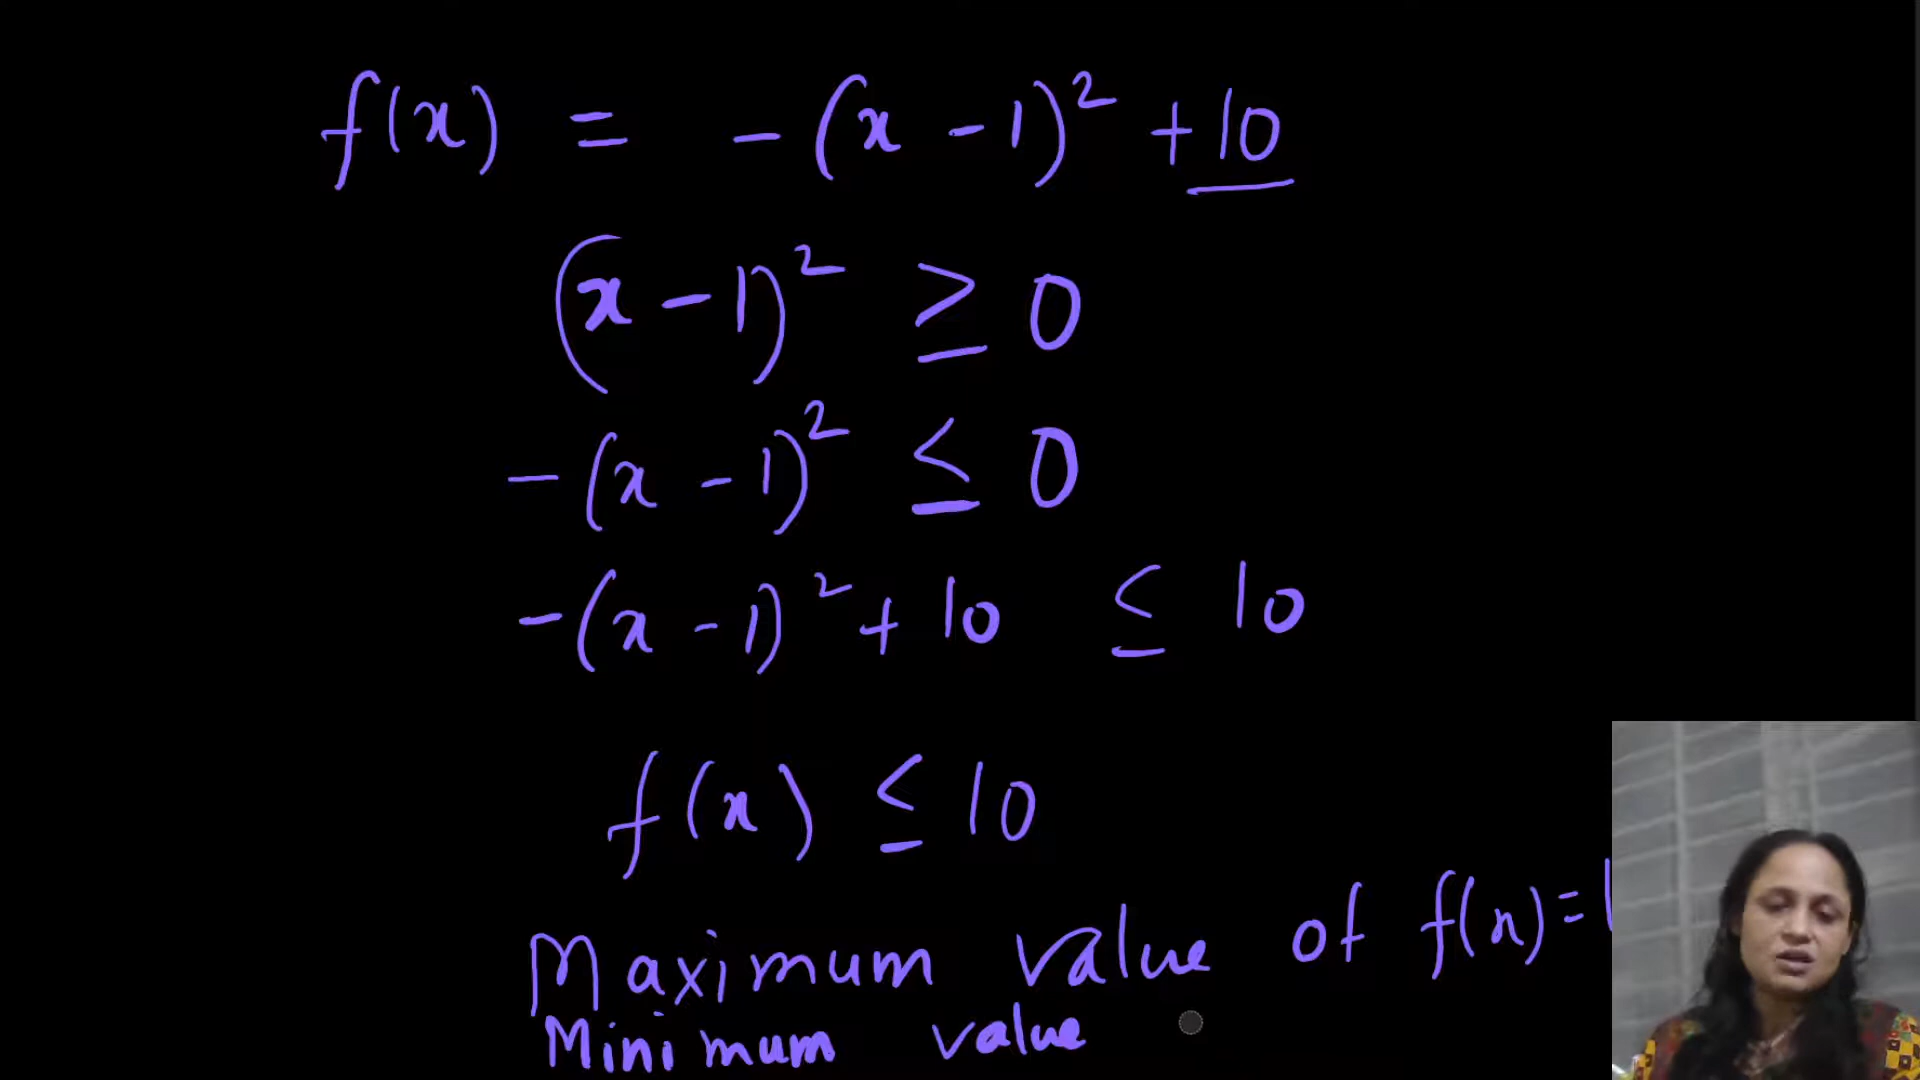 f(x) = -(x - 1)² + 10
(x - 1)² ≥ 0
-(x - 1)² ≤ 0
-(x - 1)² + 10 ≤ 10
f(x) ≤ 10
Maximum value of f(x) =
Minimum value